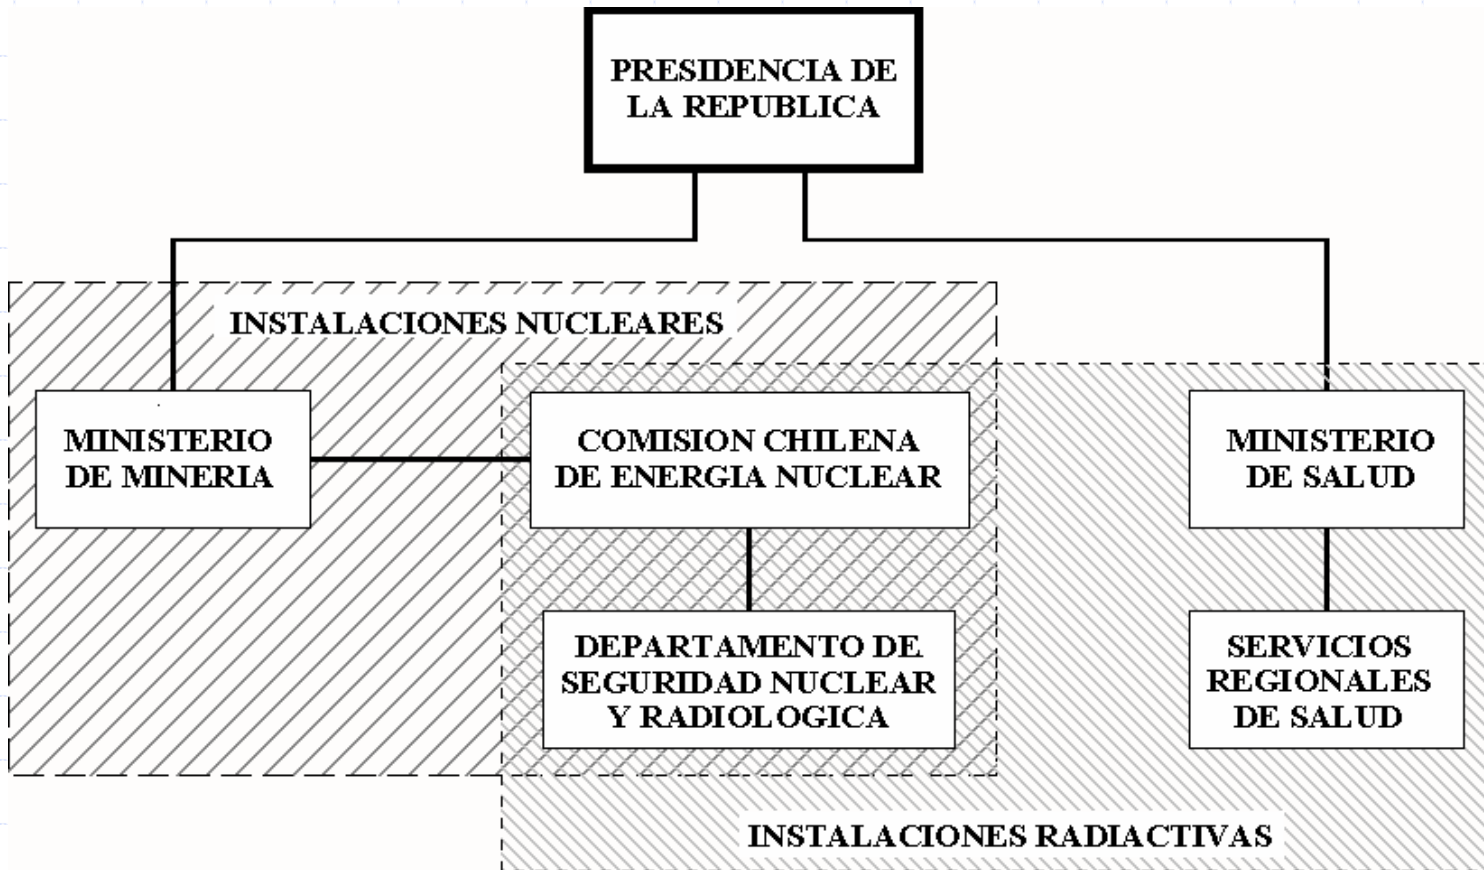 PRESIDENCIA DE
LA REPUBLICA
INSTALACIONES NUCLEARES
MINISTERIO
DE MINERIA
COMISION CHILENA
DE ENERGIA NUCLEAR
MINISTERIO
DE SALUD
DEPARTAMENTO DE
SEGURIDAD NUCLEAR
Y RADIOLOGICA
SERVICIOS
REGIONALES
DE SALUD
INSTALACIONES RADIACTIVAS